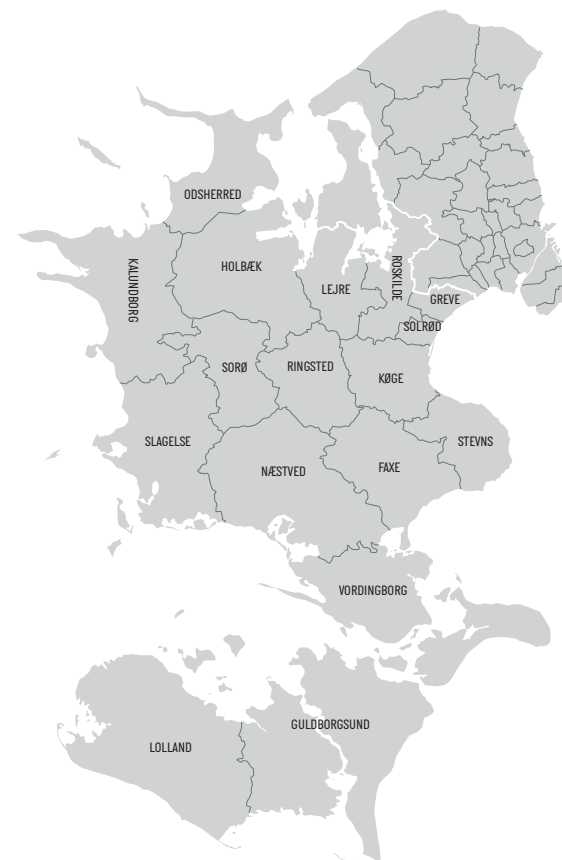 ODSHERRED
HOLBÆK
KALUNDBORG
LEJRE
ROSKILDE
GREVE
SOLRØD
SORØ
RINGSTED
KØGE
SLAGELSE
NÆSTVED
FAXE
STEVNS
VORDINGBORG
GULDBORGSUND
LOLLAND